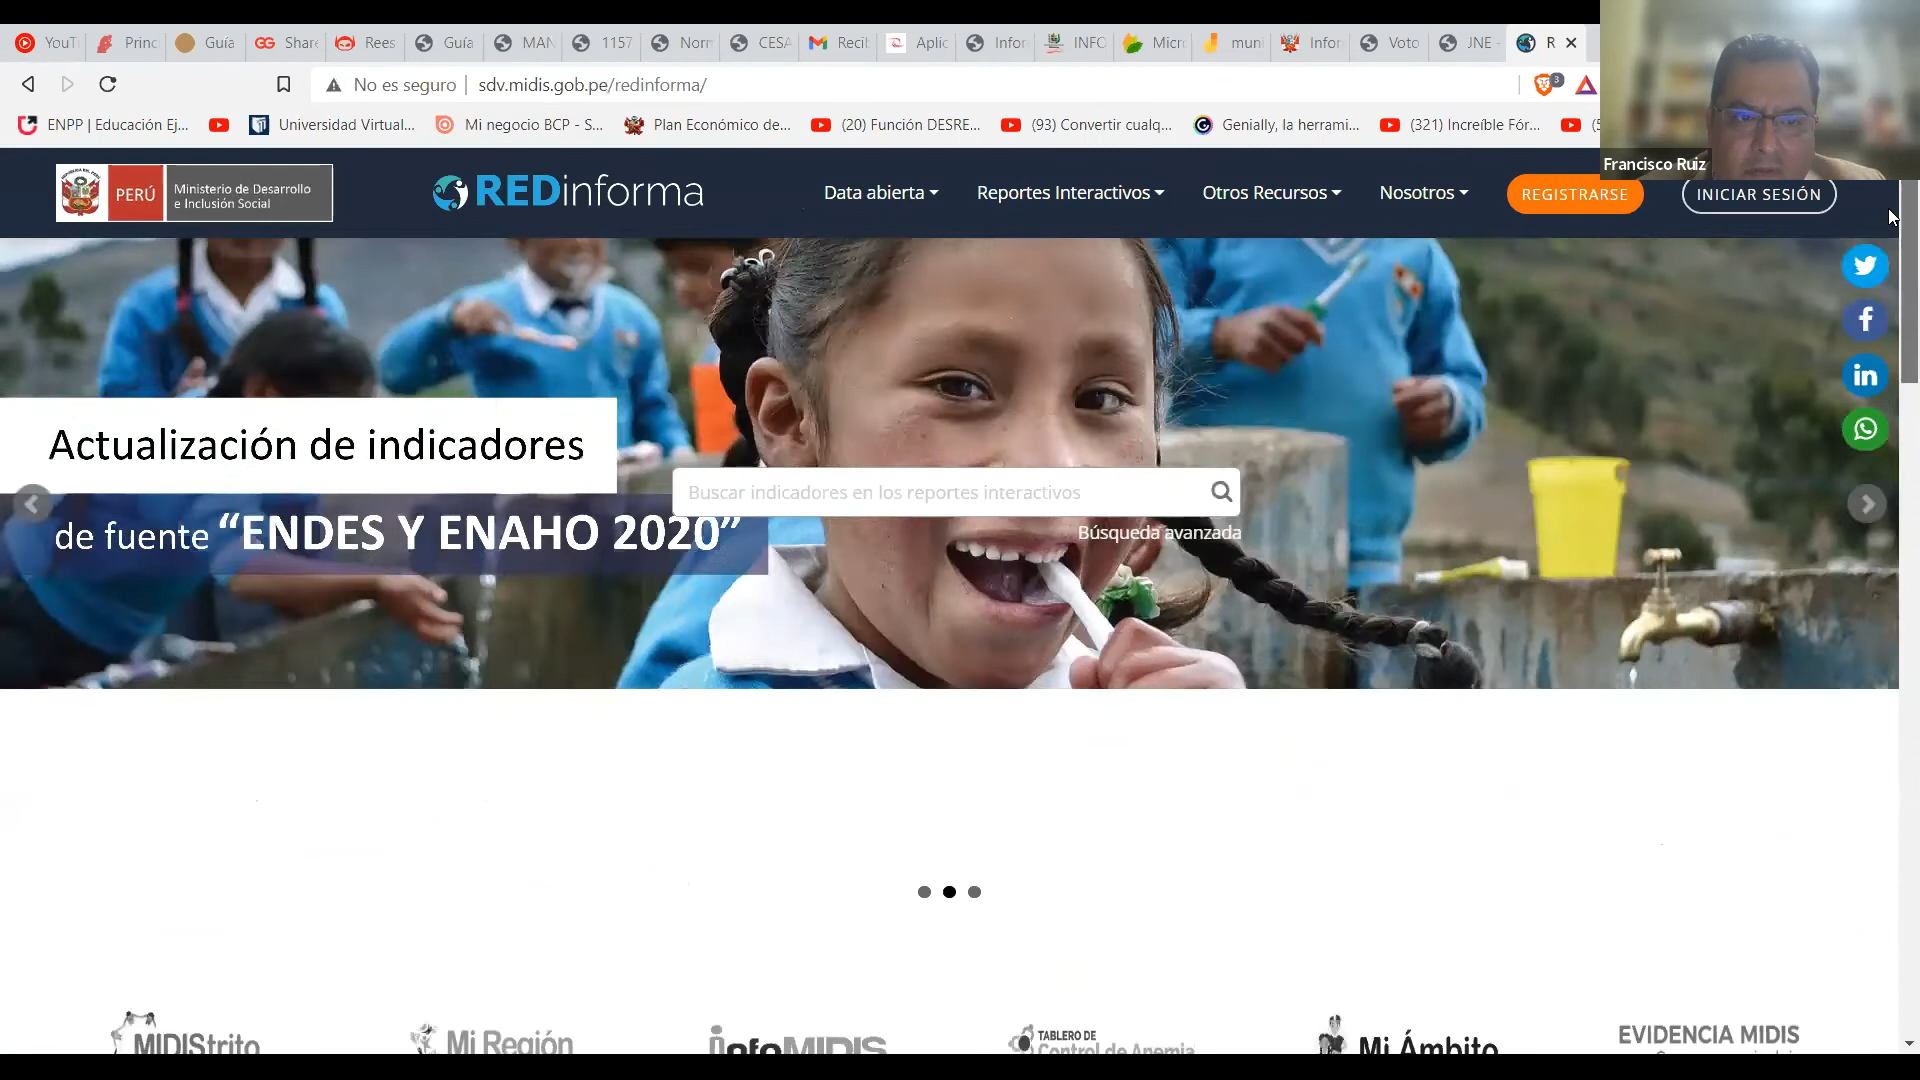 YouT
Princ
Guía
GG Share
Rees
Guía
MAN
1157
Norm
CESA
Recib
Aplic
Infor
INFO
Micro
muni
Infor
Voto
JNE -
R
No es seguro
sdv.midis.gob.pe/redinforma/
3
ENPP | Educación Ej...
Universidad Virtual...
Mi negocio BCP - S...
Plan Económico de...
(20) Función DESRE...
(93) Convertir cualq...
Genially, la herrami...
(321) Increíble Fór...
Francisco Ruiz
PERÚ
Ministerio de Desarrollo
e Inclusión Social
REDinforma
Data abierta
Reportes Interactivos
Otros Recursos
Nosotros
REGISTRARSE
INICIAR SESIÓN
Actualización de indicadores
de fuente “ENDES Y ENAHO 2020”
Buscar indicadores en los reportes interactivos
Búsqueda avanzada
MIDIStrito
Mi Región
infoMIDIS
TABLERO DE
Control de Anemia
Mi Ámbito
EVIDENCIA MIDIS